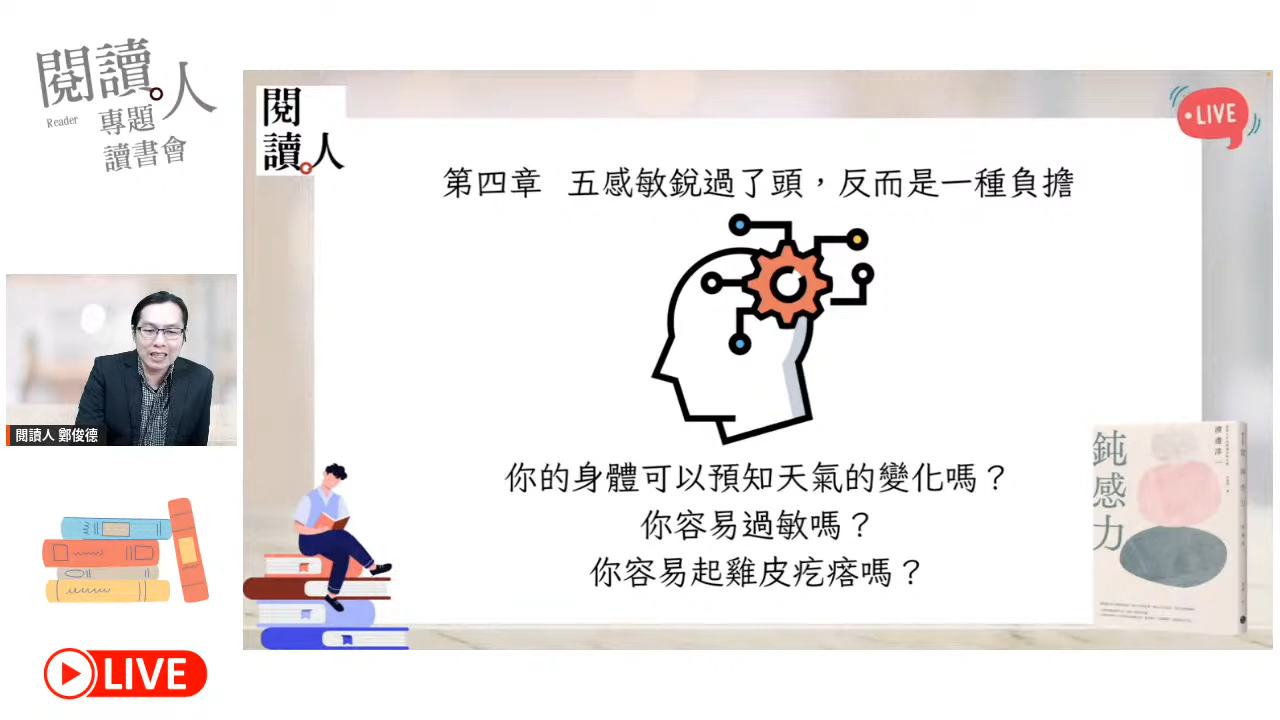 閱讀。人
Reader
專題
讀書會
閱讀人 鄭俊德
LIVE
閱
讀。人
LIVE
第四章 五感敏銳過了頭，反而是一種負擔
你的身體可以預知天氣的變化嗎？
你容易過敏嗎？
你容易起雞皮疙瘩嗎？
鈍感力
渡邊淳一